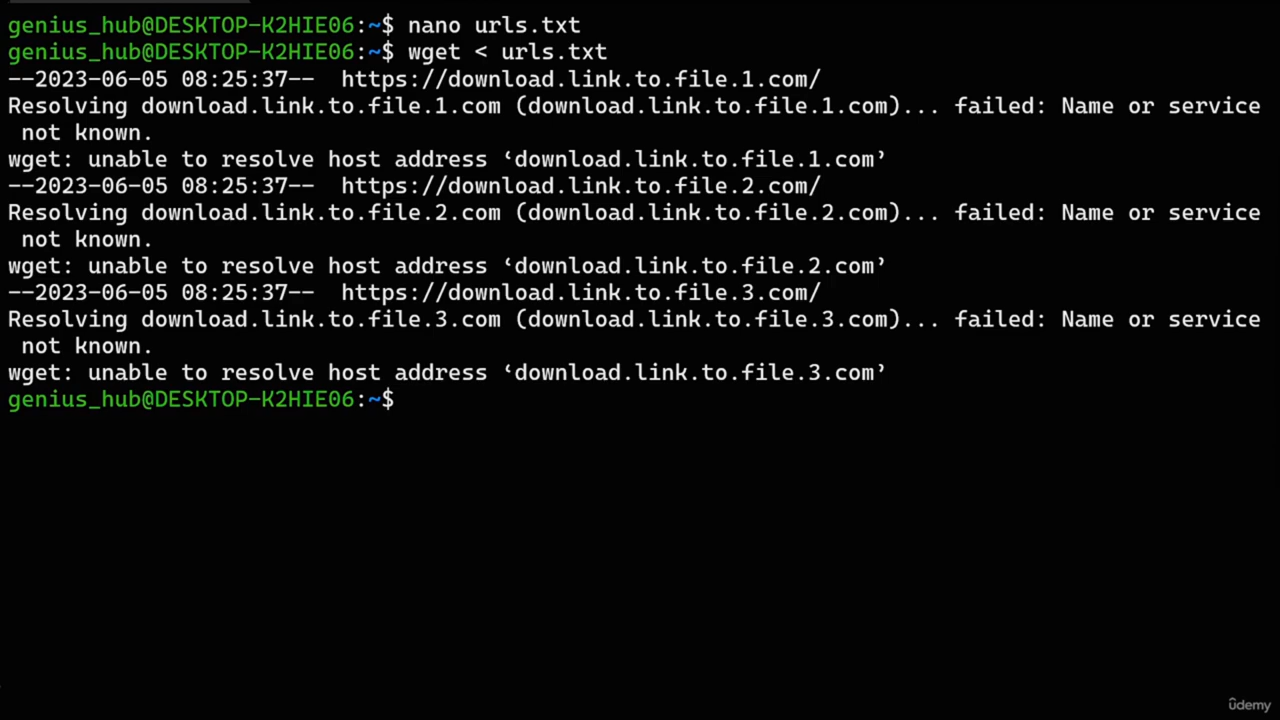 genius_hub@DESKTOP-K2HIE06:~$ nano urls.txt
genius_hub@DESKTOP-K2HIE06:~$ wget < urls.txt
--2023-06-05 08:25:37--  https://download.link.to.file.1.com/
Resolving download.link.to.file.1.com (download.link.to.file.1.com)... failed: Name or service
 not known.
wget: unable to resolve host address ‘download.link.to.file.1.com’
--2023-06-05 08:25:37--  https://download.link.to.file.2.com/
Resolving download.link.to.file.2.com (download.link.to.file.2.com)... failed: Name or service
 not known.
wget: unable to resolve host address ‘download.link.to.file.2.com’
--2023-06-05 08:25:37--  https://download.link.to.file.3.com/
Resolving download.link.to.file.3.com (download.link.to.file.3.com)... failed: Name or service
 not known.
wget: unable to resolve host address ‘download.link.to.file.3.com’
genius_hub@DESKTOP-K2HIE06:~$
ûdemy